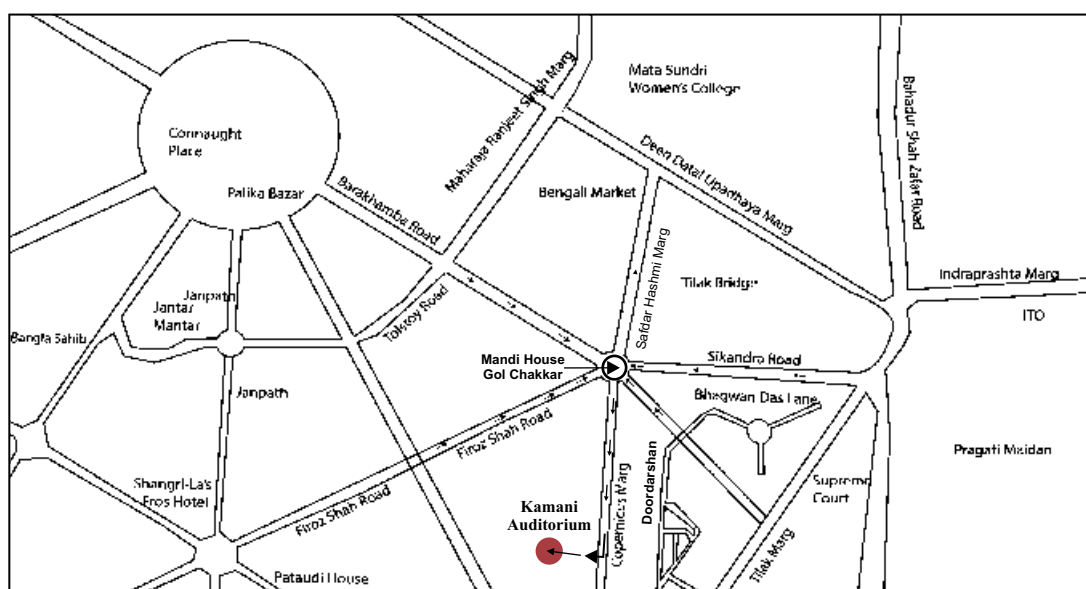 Connaught
Place
Palika Bazar
Barakhamba Road
Maharaja Ranjeet Singh Marg
Mata Sundri
Women's College
Bahadur Shah Zafar Road
Deen Datal Upadhaya Marg
Bengali Market
Safdar Hashmi Marg
Tilak Bridge
Indraprashta Marg
ITO
Janpath
Jantar
Mantar
Bangla Sahib
Tolstoy Road
Mandi House
Gol Chakkar
Sikandra Road
Bhagwan Das Lane
Janpath
Firoz Shah Road
Doordarshan
Pragati Maidan
Shangri-La's
Eros Hotel
Supreme
Court
Firoz Shah Road
Kamani
Auditorium
Copernicus Marg
Tilak Marg
Pataudi House